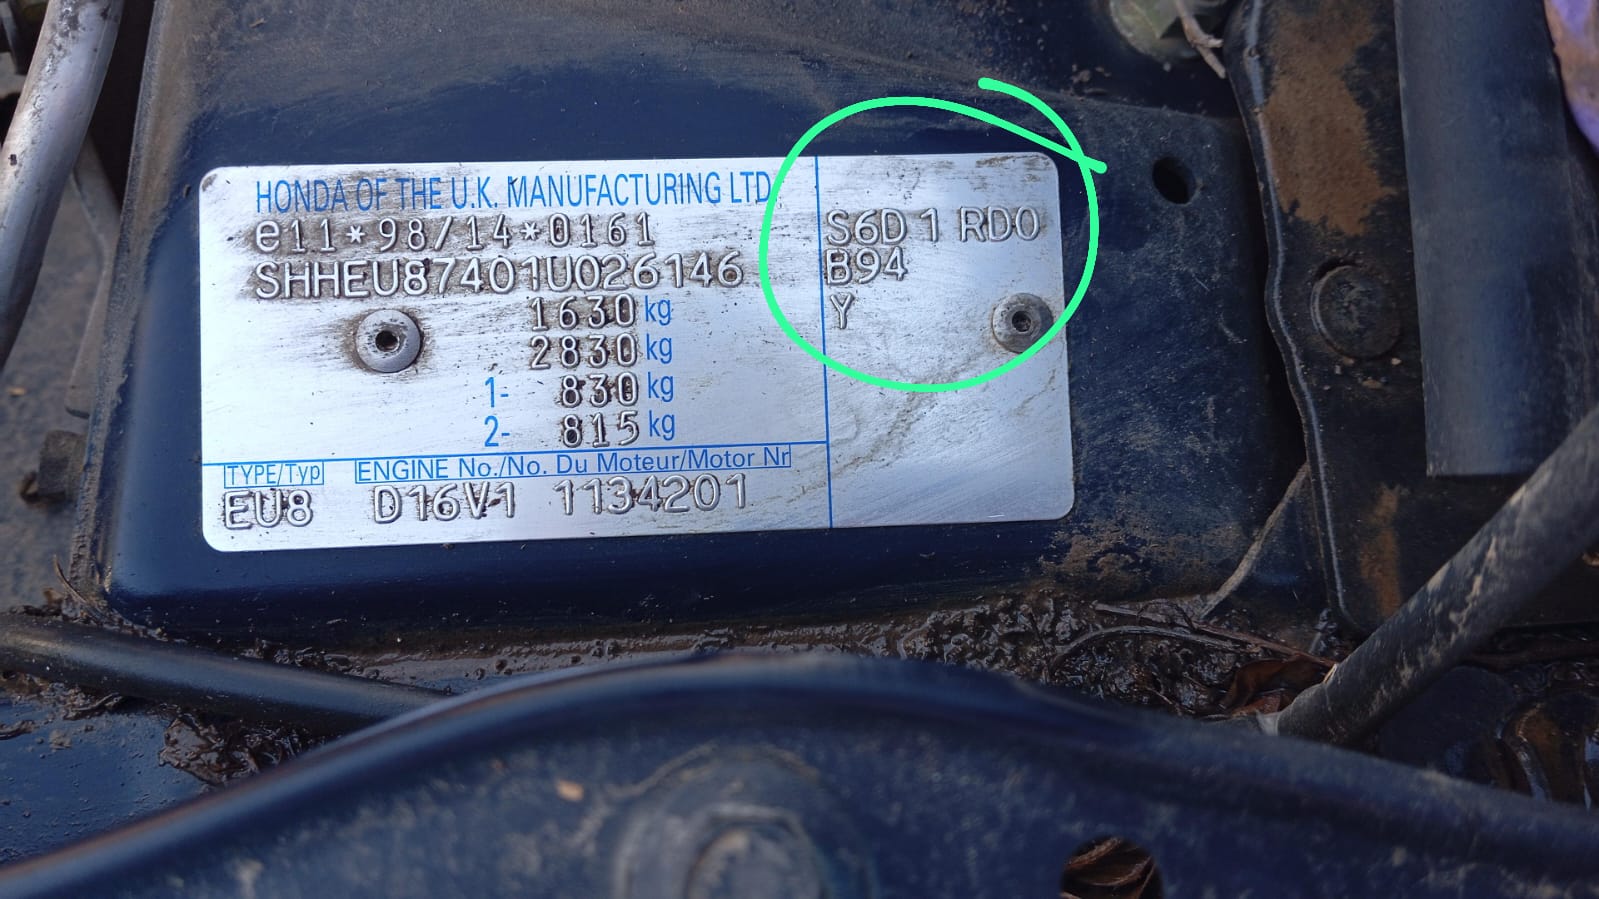 HONDA OF THE U.K. MANUFACTURING LTD.
e11*98/14*0161
SHHEU87401U026146
1630 kg
2830 kg
1- 830 kg
2- 815 kg
TYPE/Typ ENGINE No./No. Du Moteur/Motor Nr
EU8 D16V1 1134201
S6D 1 RD0
B94
Y